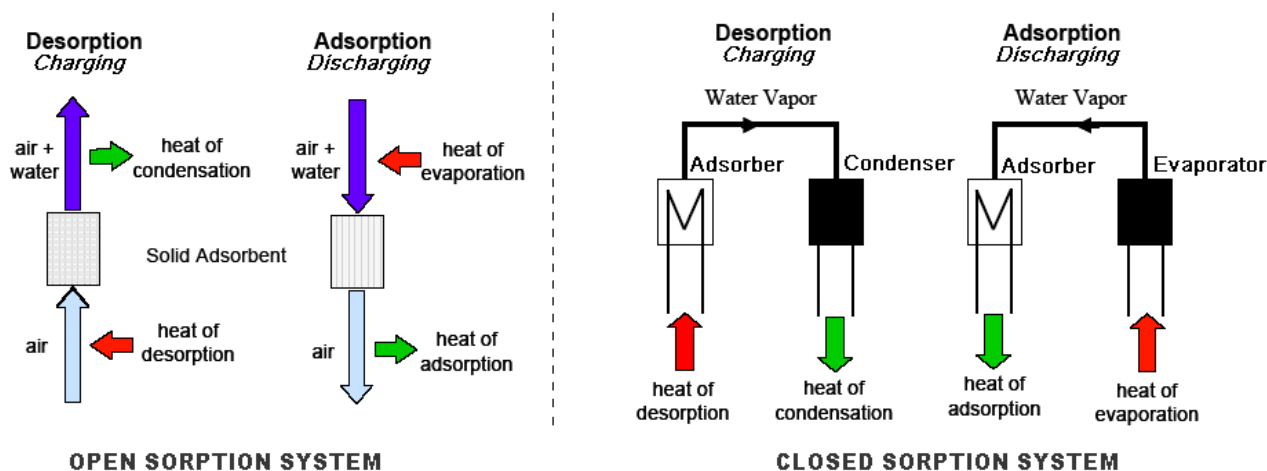 Desorption
Charging
Adsorption
Discharging
air +
water
heat of
condensation
air +
water
heat of
evaporation
Solid Adsorbent
air
heat of
desorption
air
heat of
adsorption
OPEN SORPTION SYSTEM
Desorption
Charging
Adsorption
Discharging
Water Vapor
Water Vapor
Adsorber
Condenser
Adsorber
Evaporator
heat of
desorption
heat of
condensation
heat of
adsorption
heat of
evaporation
CLOSED SORPTION SYSTEM